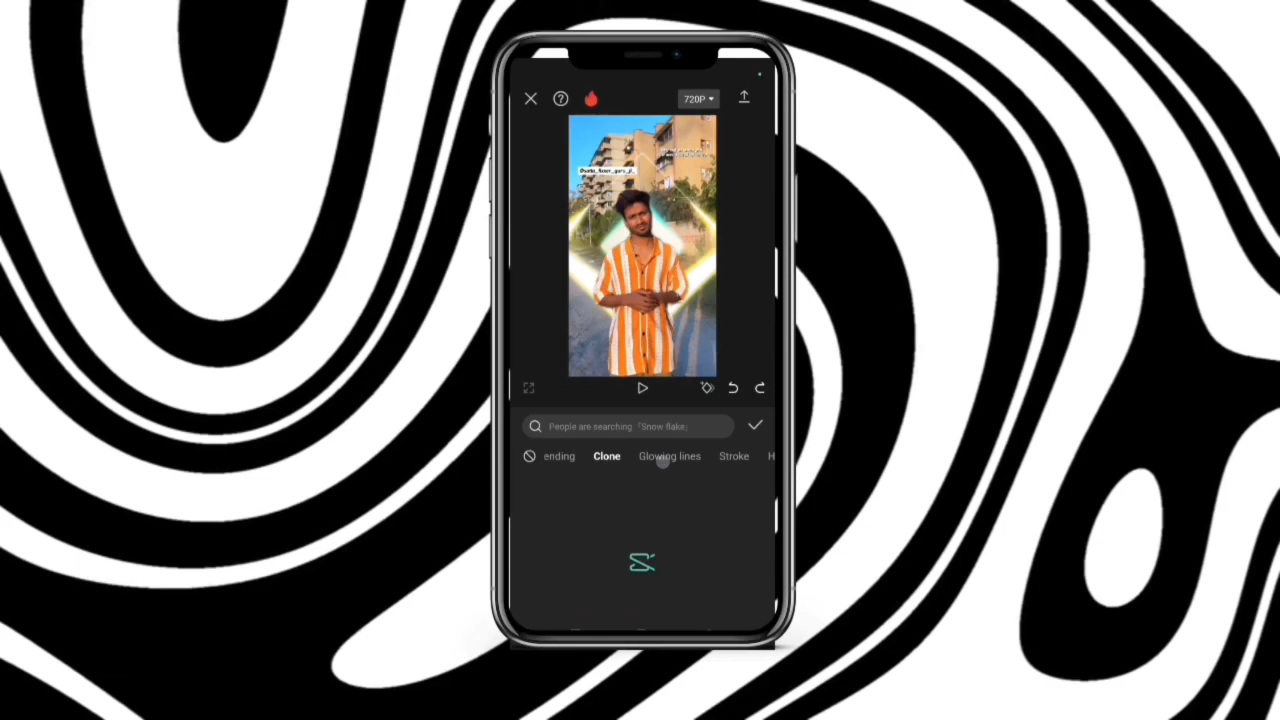 720P
People are searching「Snow flake」
ending Clone Glowing lines Stroke H